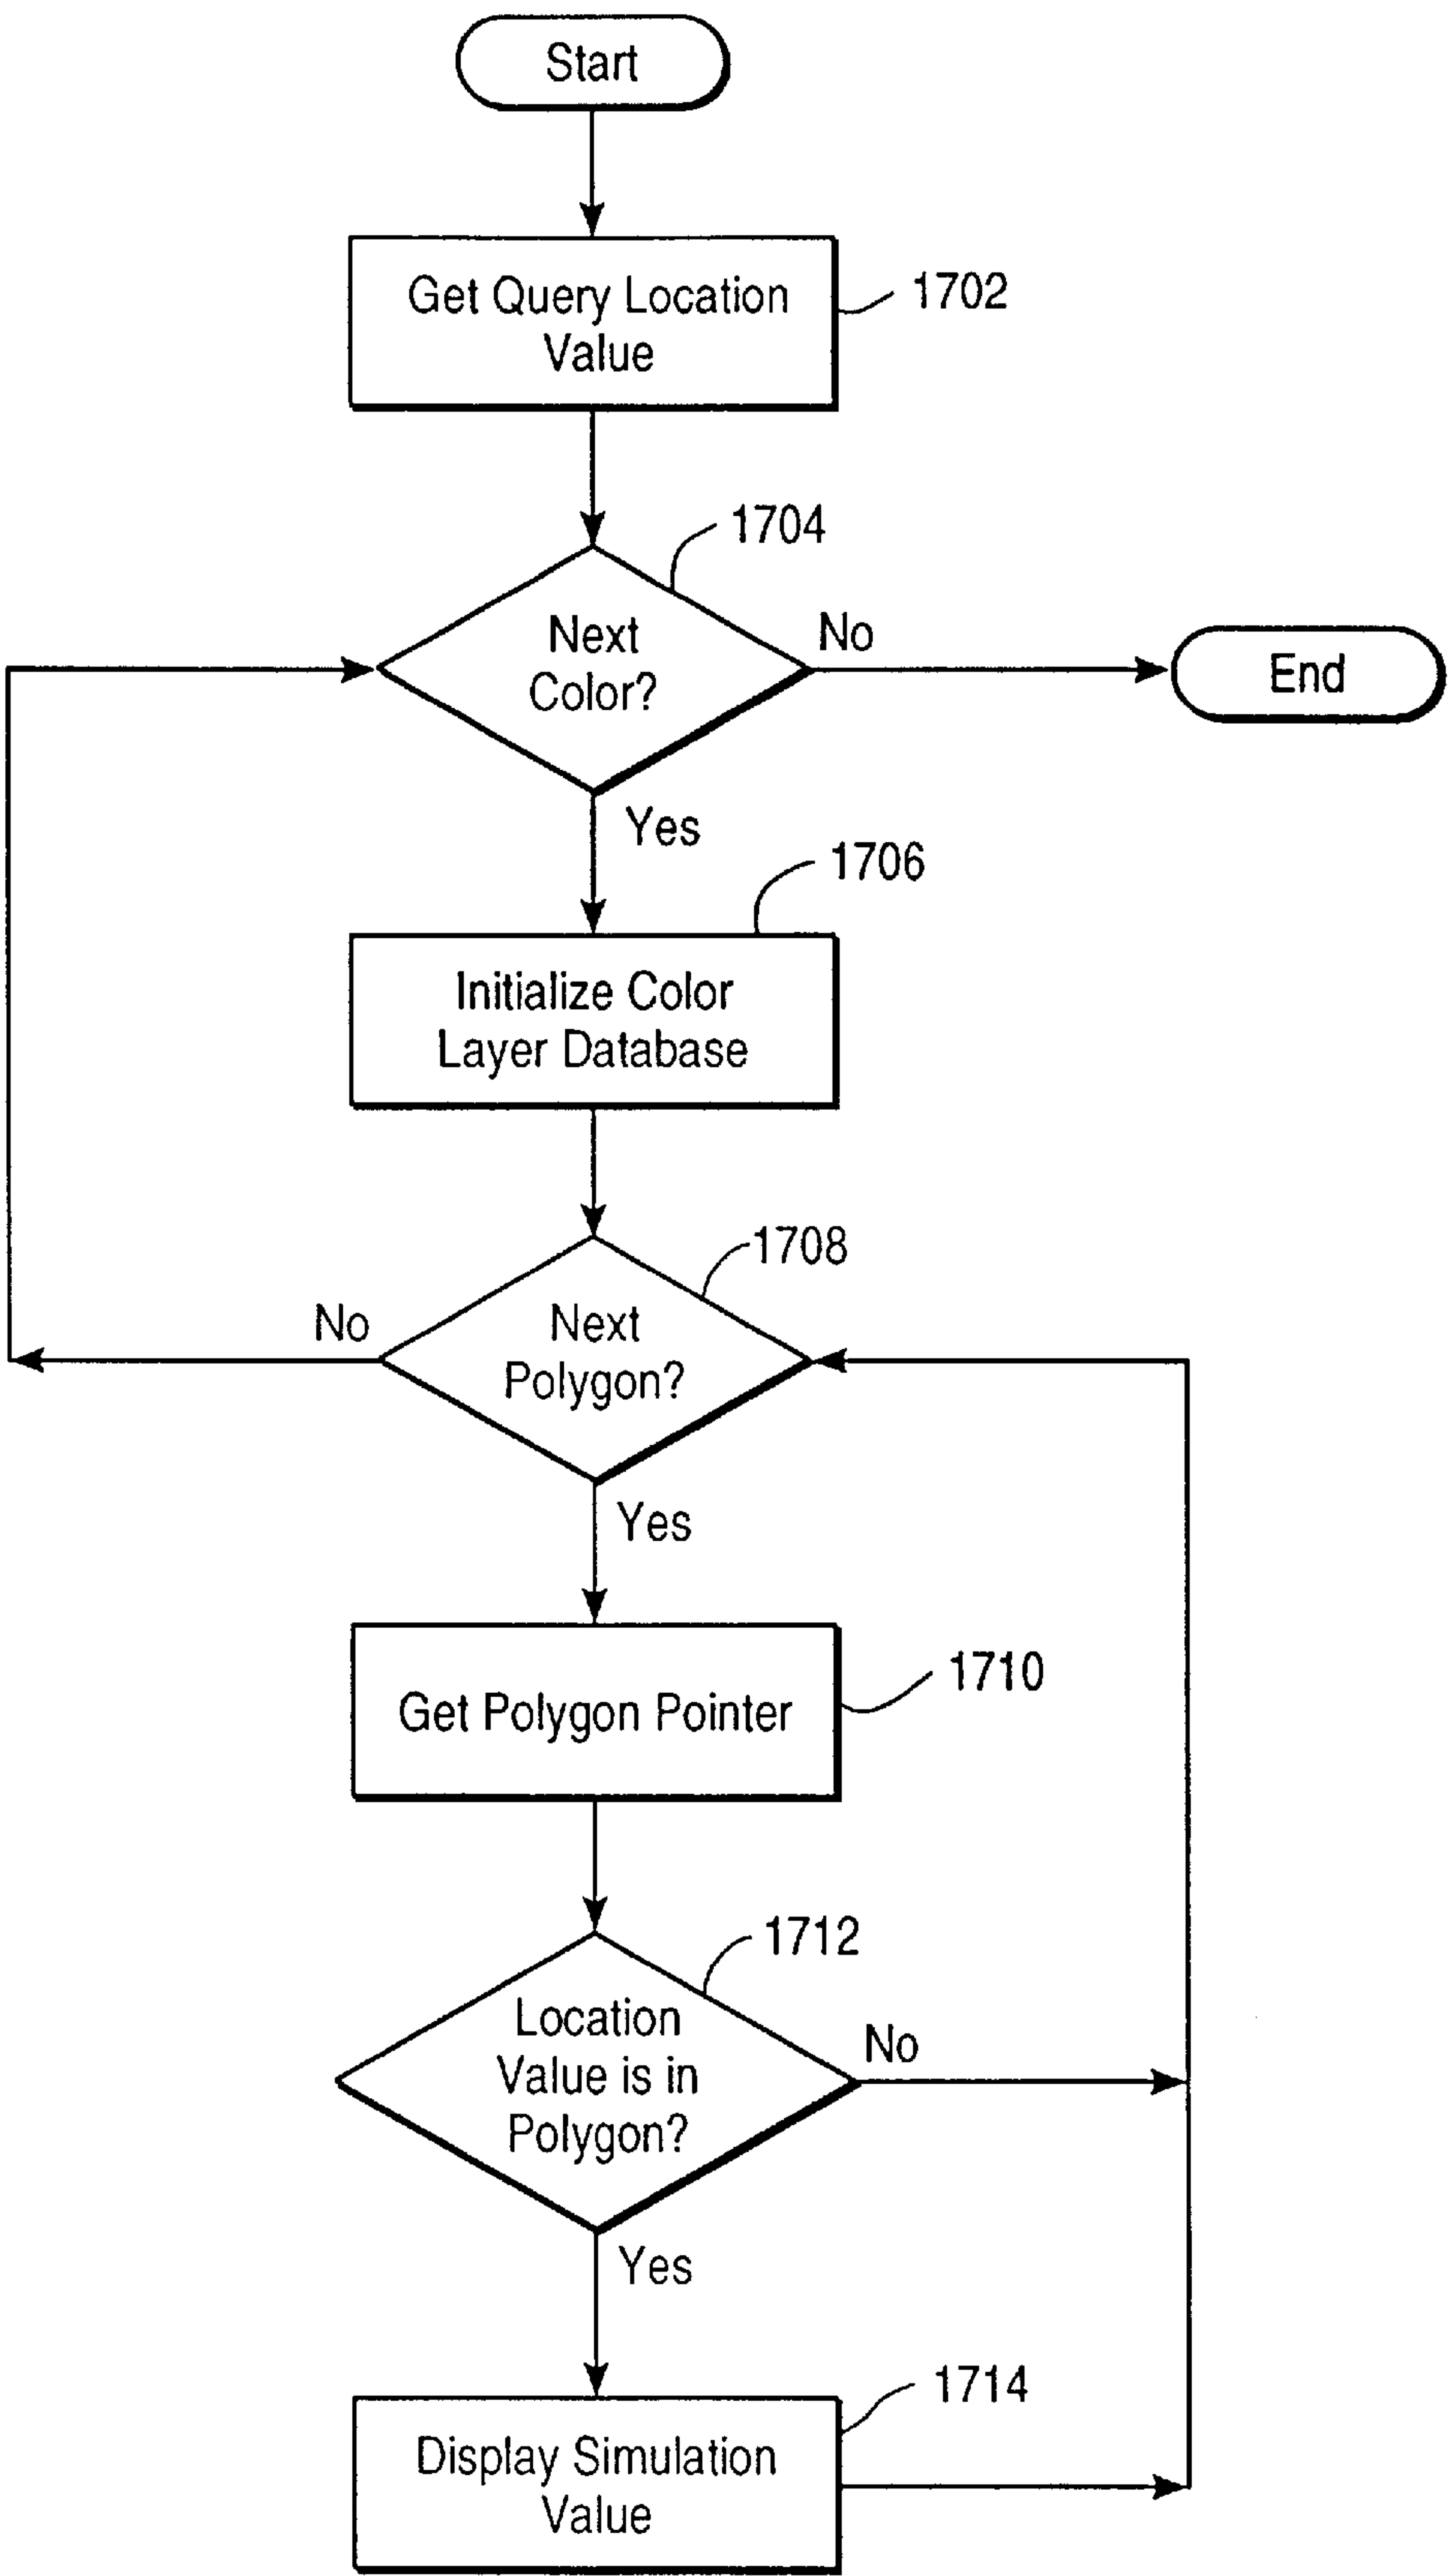 Start
Get Query Location
Value
1702
1704
Next
Color?
No
End
Yes
1706
Initialize Color
Layer Database
1708
No
Next
Polygon?
Yes
Get Polygon Pointer
1710
1712
Location
Value is in
Polygon?
No
Yes
1714
Display Simulation
Value